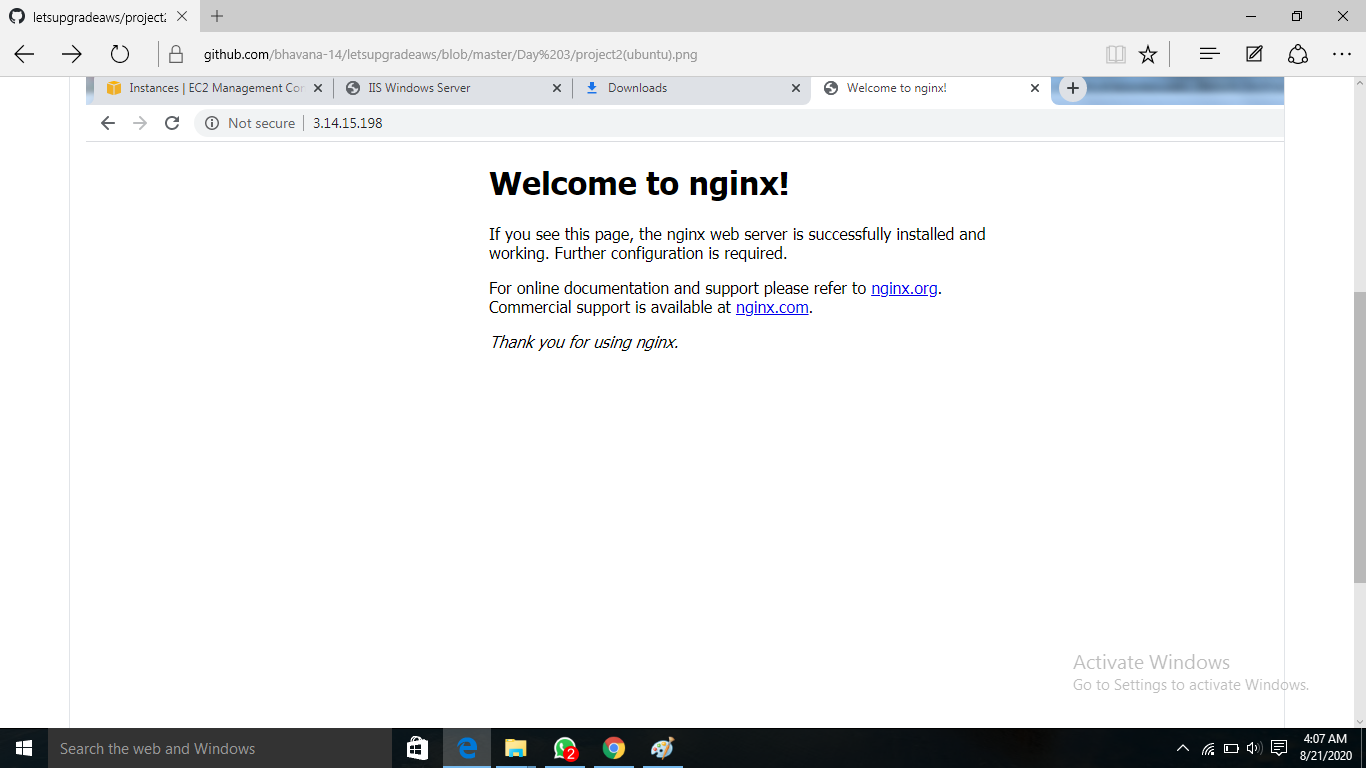 letsupgradeaws/project2
github.com/bhavana-14/letsupgradeaws/blob/master/Day%203/project2(ubuntu).png
Instances | EC2 Management Con
IIS Windows Server
Downloads
Welcome to nginx!
Not secure
3.14.15.198
Welcome to nginx!
If you see this page, the nginx web server is successfully installed and
working. Further configuration is required.
For online documentation and support please refer to nginx.org.
Commercial support is available at nginx.com.
Thank you for using nginx.
Activate Windows
Go to Settings to activate Windows.
Search the web and Windows
2
4:07 AM
8/21/2020